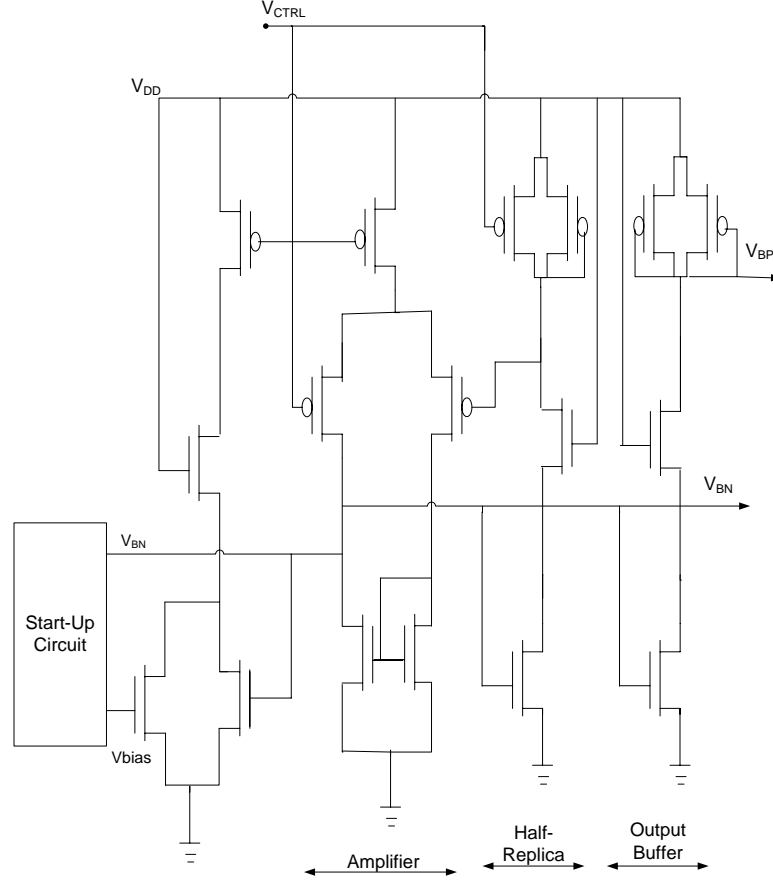 VCTRL
VDD
VBP
VBN
VBN
Start-Up
Circuit
Vbias
Amplifier
Half-
Replica
Output
Buffer